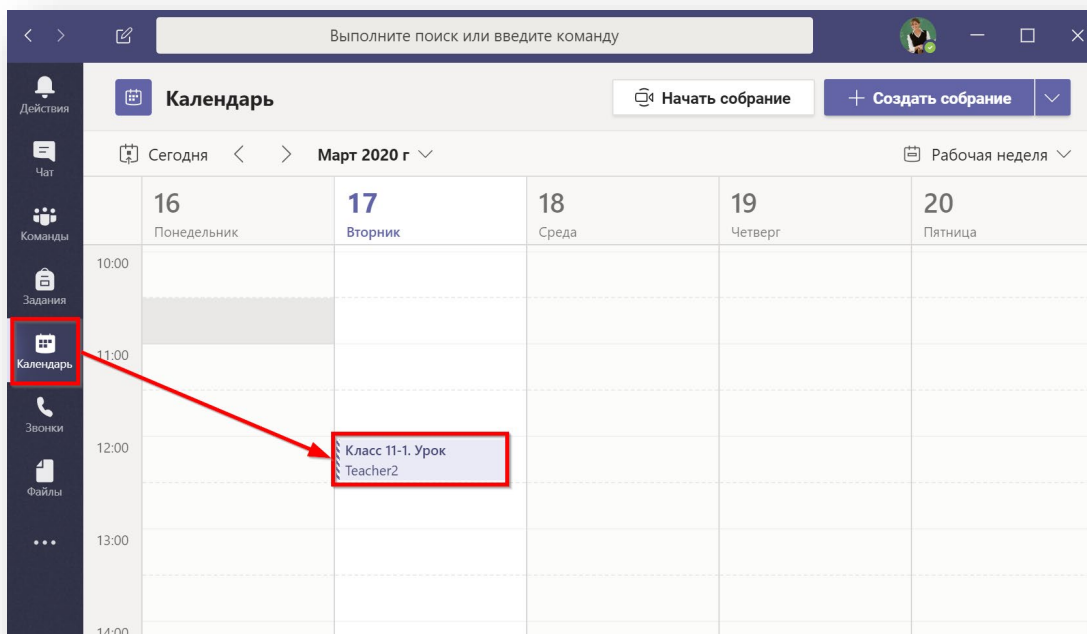 Выполните поиск или введите команду
Действия
Чат
Команды
Задания
Календарь
Звонки
Файлы
Календарь
Начать собрание
+ Создать собрание
Сегодня
Март 2020 г
Рабочая неделя
16
Понедельник
17
Вторник
18
Среда
19
Четверг
20
Пятница
10:00
11:00
12:00
Класс 11-1. Урок
Teacher2
13:00
14:00